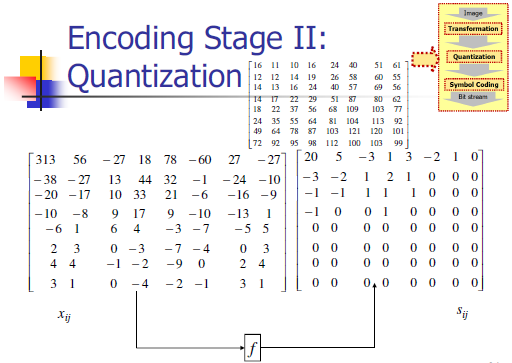 Encoding Stage II:
Quantization
Image
Transformation
Quantization
Symbol Coding
Bit stream
16 11 10 16 24 40 51 61
12 12 14 19 26 58 60 55
14 13 16 24 40 57 69 56
14 17 22 29 51 87 80 62
18 22 37 56 68 109 103 77
24 35 55 64 81 104 113 92
49 64 78 87 103 121 120 101
72 92 95 98 112 100 103 99
313 56 −27 18 78 −60 27 −27
−38 −27 13 44 32 −1 −24 −10
−20 −17 10 33 21 −6 −16 −9
−10 −8 9 17 9 −10 −13 1
−6 1 6 4 −3 −7 −5 5
2 3 0 −3 −7 −4 0 3
4 4 −1 −2 −9 0 2 4
3 1 0 −4 −2 −1 3 1
20 5 −3 1 3 −2 1 0
−3 −2 1 2 1 0 0 0
−1 −1 1 1 1 0 0 0
−1 0 0 1 0 0 0 0
0 0 0 0 0 0 0 0
0 0 0 0 0 0 0 0
0 0 0 0 0 0 0 0
0 0 0 0 0 0 0 0
xij
sij
f